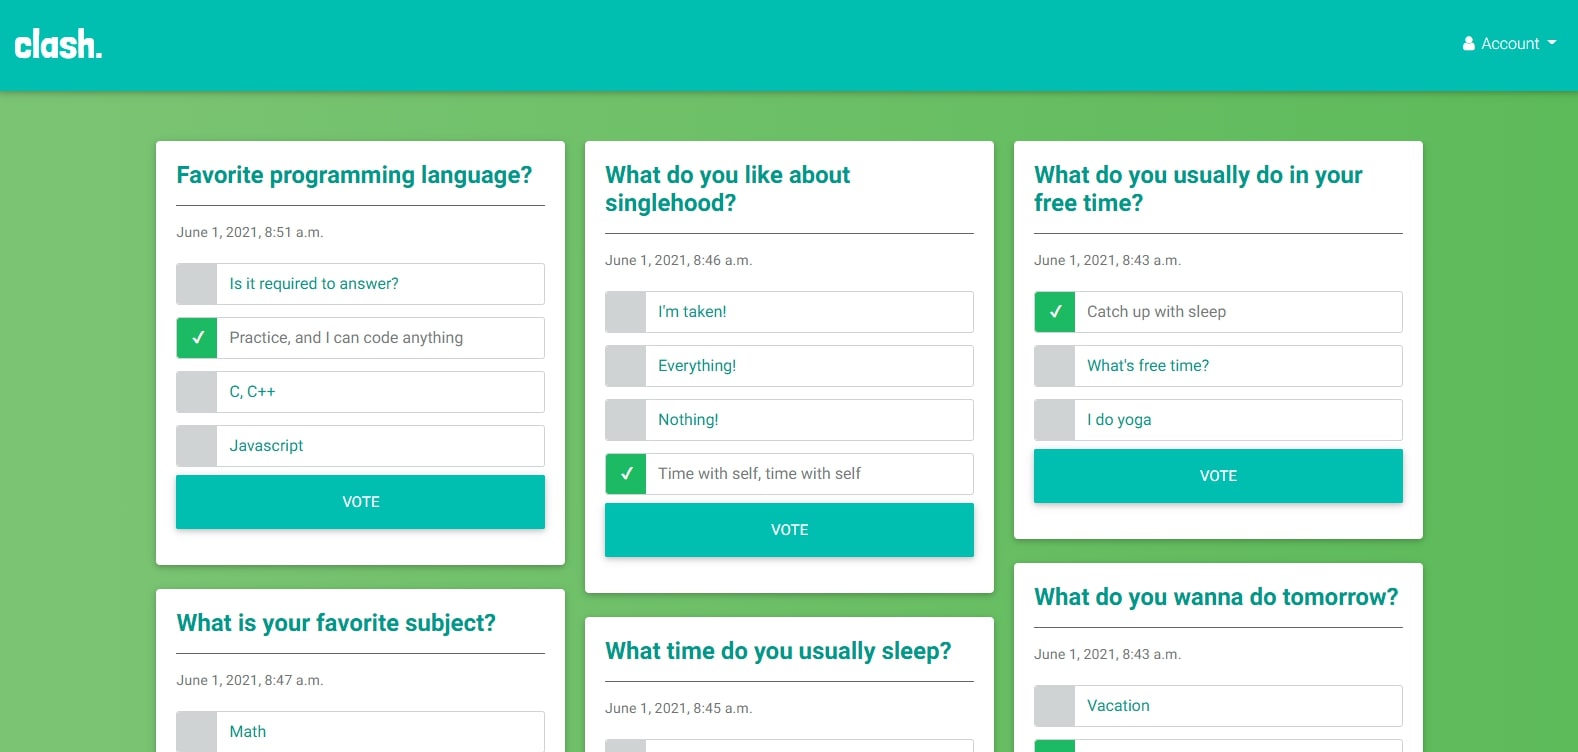 clash.
Account
Favorite programming language?
June 1, 2021, 8:51 a.m.
Is it required to answer?
Practice, and I can code anything
C, C++
Javascript
VOTE
What is your favorite subject?
June 1, 2021, 8:47 a.m.
Math
What do you like about
singlehood?
June 1, 2021, 8:46 a.m.
I'm taken!
Everything!
Nothing!
Time with self, time with self
VOTE
What time do you usually sleep?
June 1, 2021, 8:45 a.m.
What do you usually do in your
free time?
June 1, 2021, 8:43 a.m.
Catch up with sleep
What's free time?
I do yoga
VOTE
What do you wanna do tomorrow?
June 1, 2021, 8:43 a.m.
Vacation